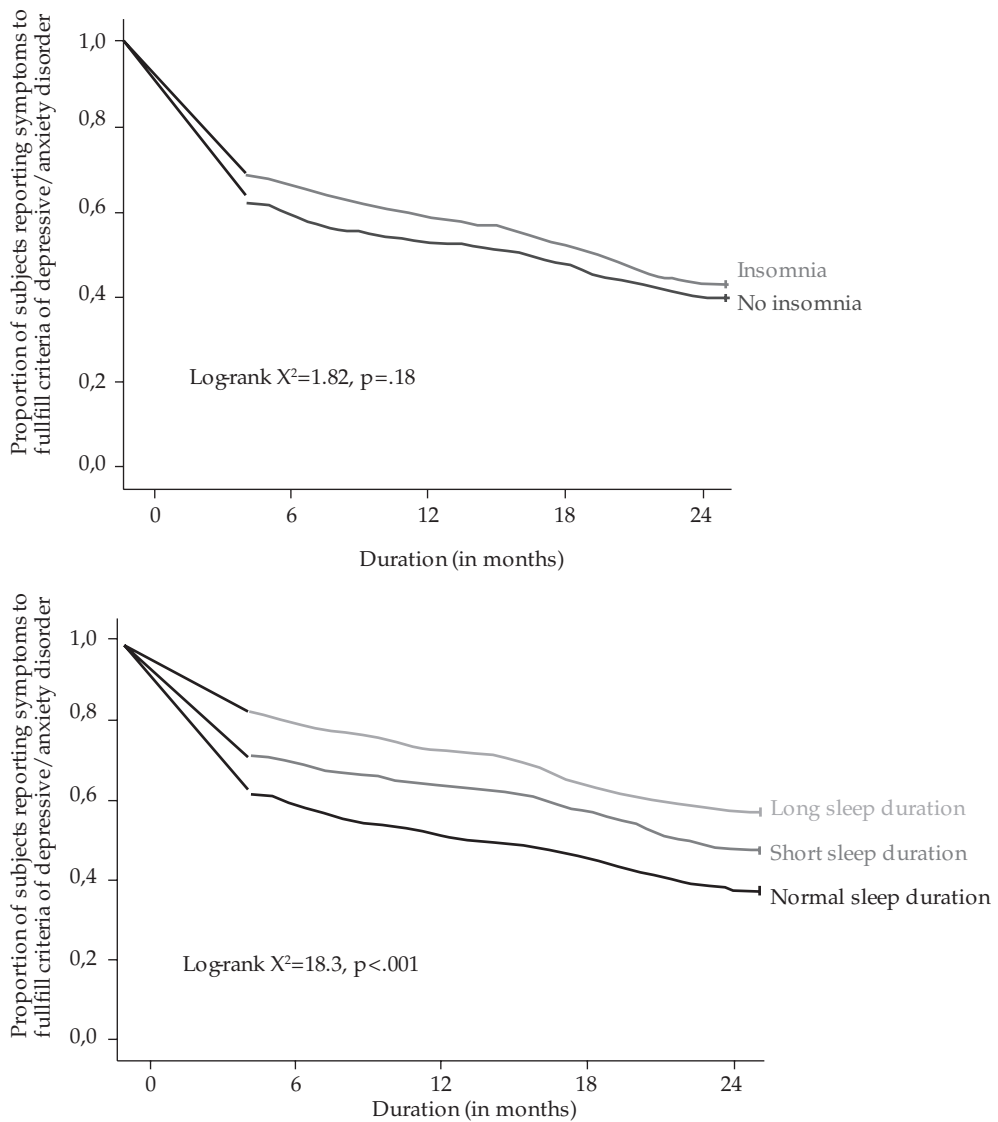 Proportion of subjects reporting symptoms to
fullfill criteria of depressive/anxiety disorder
1,0
0,8
0,6
0,4
0,2
0,0
Insomnia
No insomnia
Log-rank X²=1.82, p=.18
0 6 12 18 24
Duration (in months)
Proportion of subjects reporting symptoms to
fullfill criteria of depressive/anxiety disorder
1,0
0,8
0,6
0,4
0,2
0,0
Long sleep duration
Short sleep duration
Normal sleep duration
Log-rank X²=18.3, p<.001
0 6 12 18 24
Duration (in months)